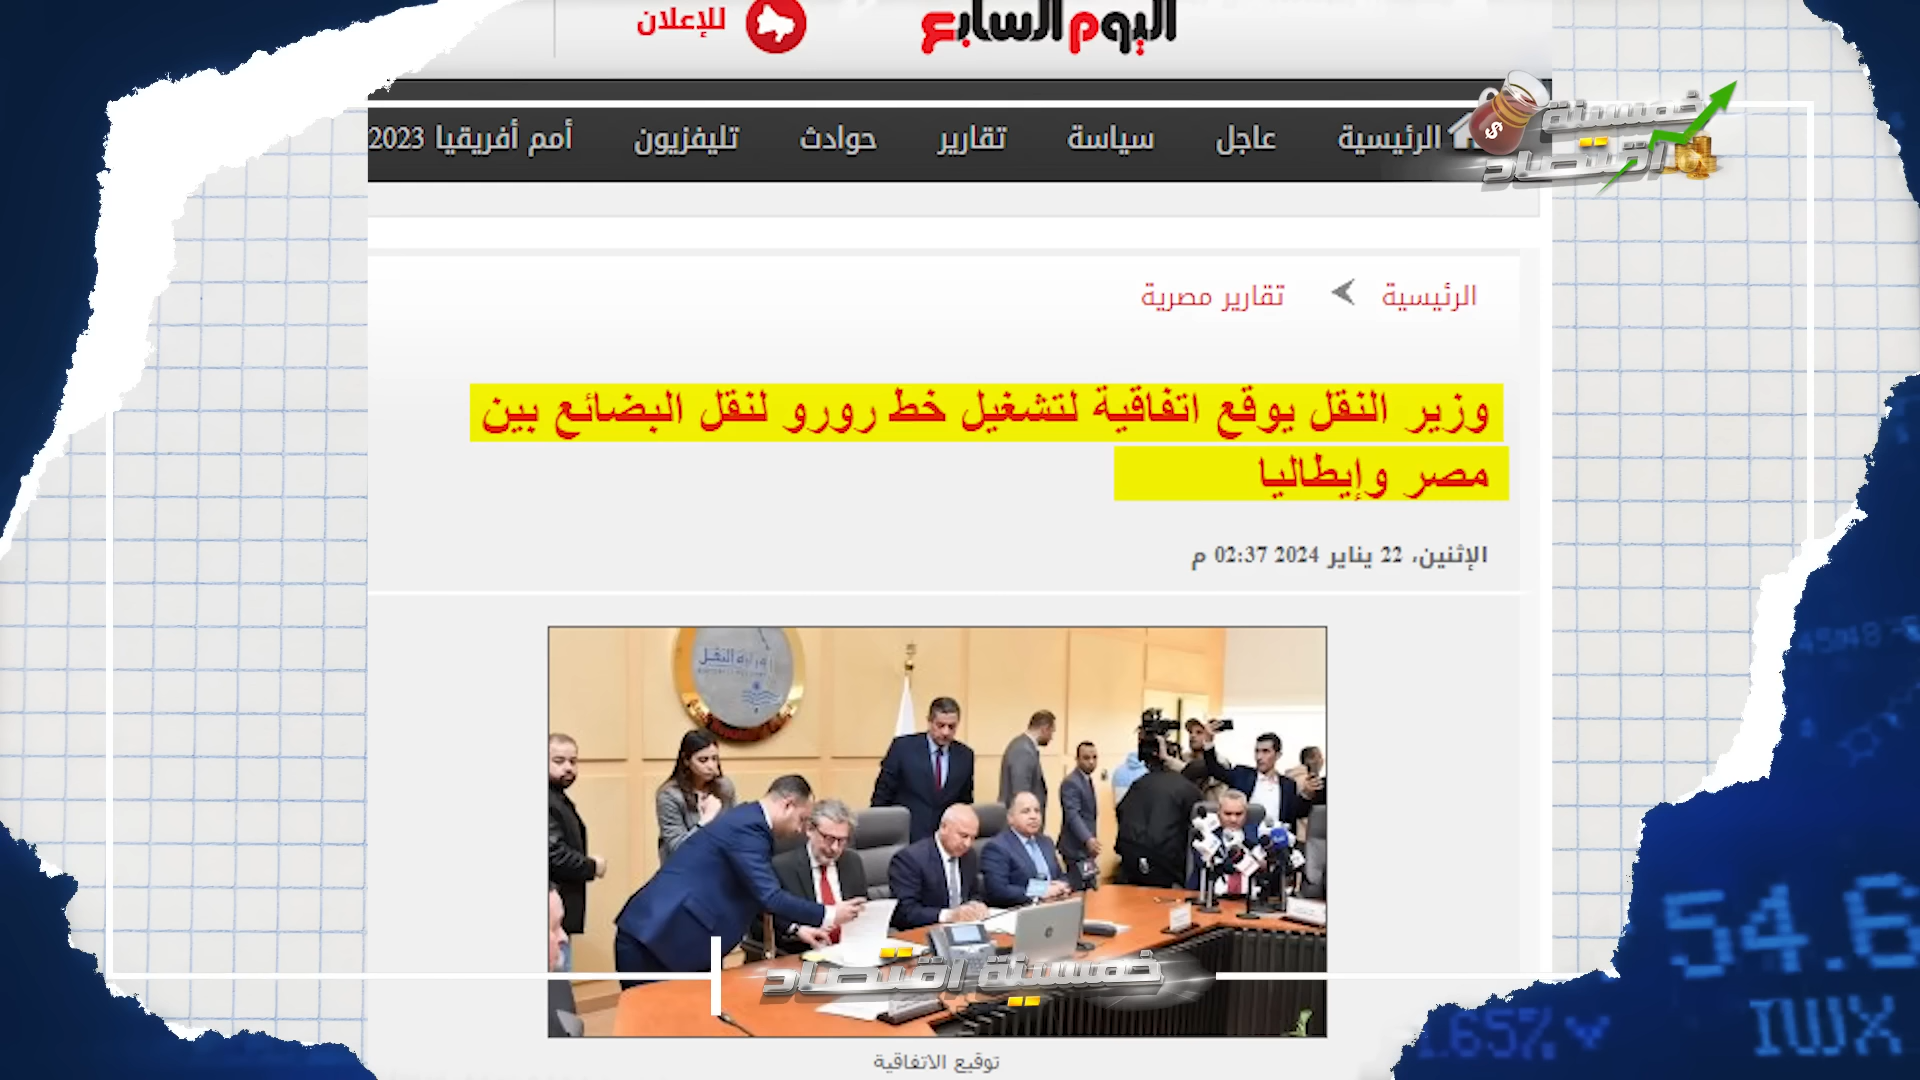 اليوم السابع
للإعلان
الرئيسية عاجل سياسة تقارير حوادث تليفزيون أمم أفريقيا 2023
خمسينة
اقتصاد
الرئيسية تقارير مصرية
وزير النقل يوقع اتفاقية لتشغيل خط رورو لنقل البضائع بين
مصر وإيطاليا
الإثنين، 22 يناير 2024 02:37 م
وزارة النقل
خمسينة اقتصاد
توقيع الاتفاقية
54.6
.65%
IWX